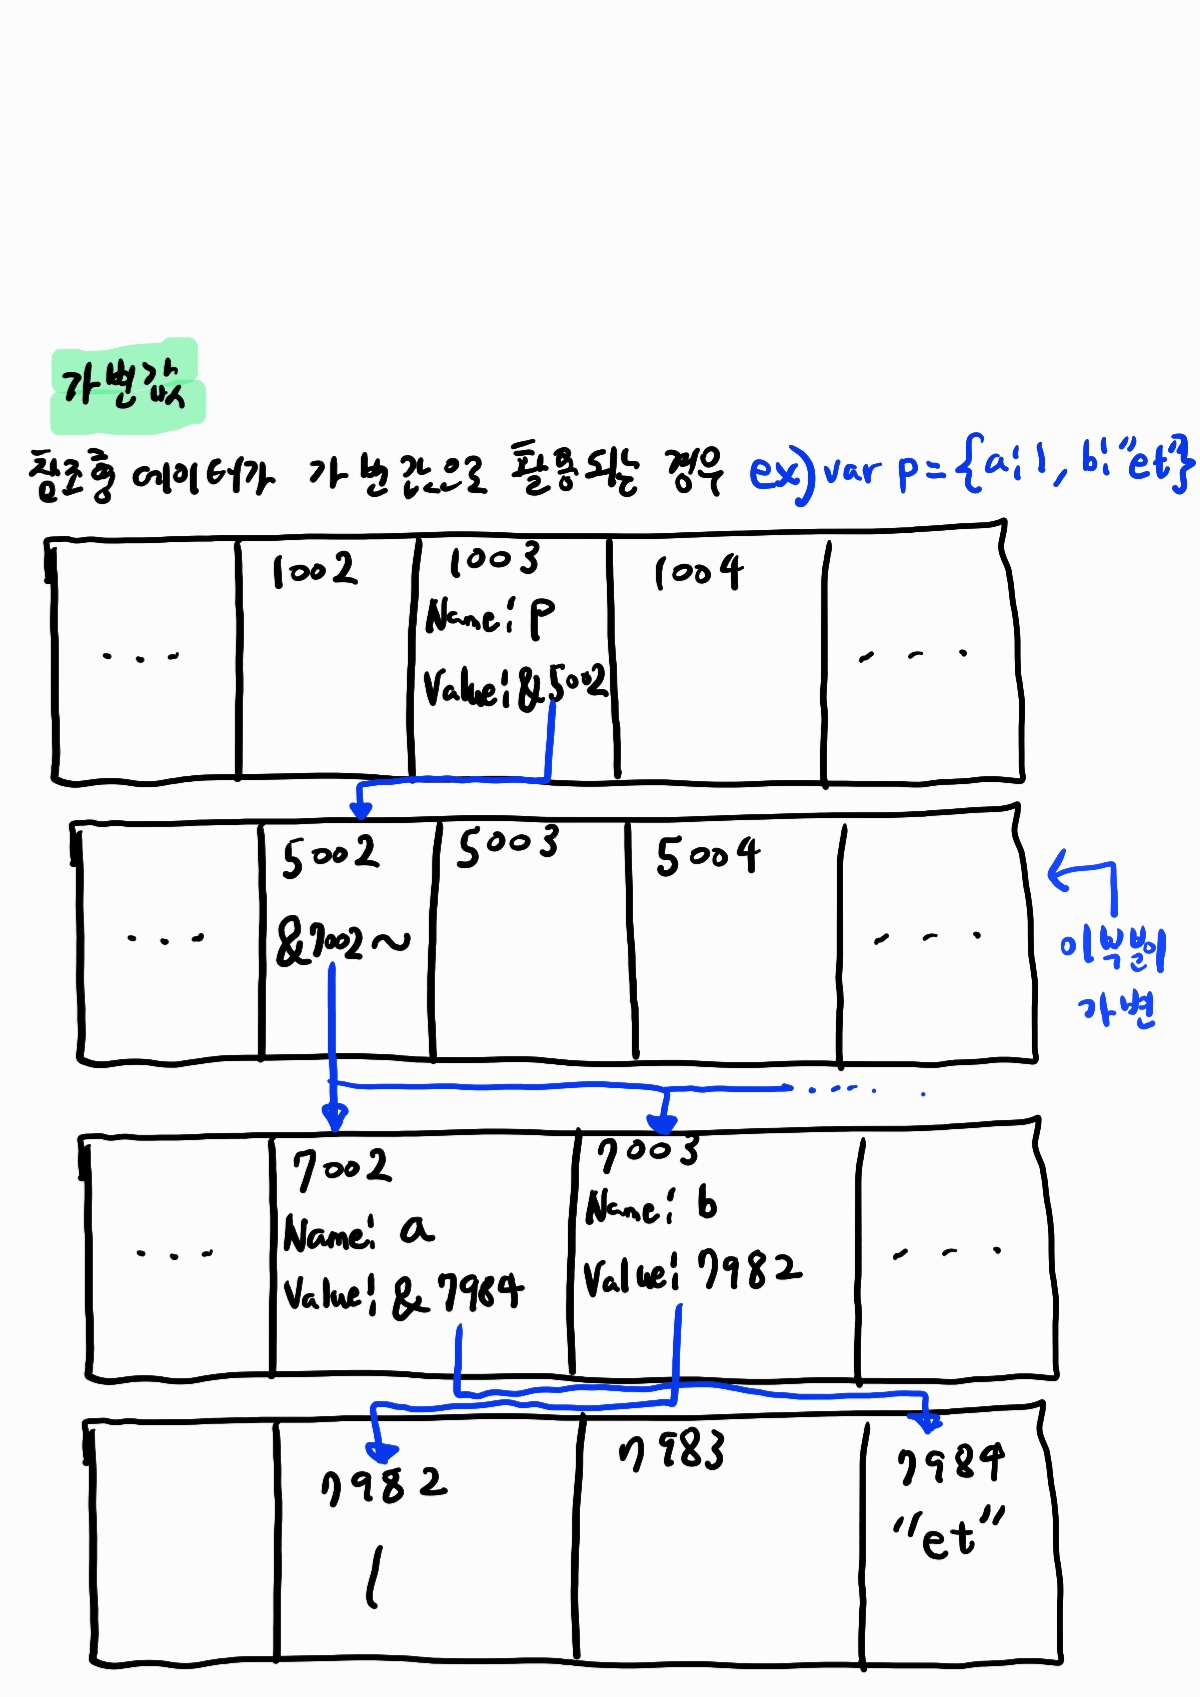 가변값
참조형 데이터가 가변값으로 활용되는 경우 ex) var p = {a: 1, b: "et"}
1002 1003 1004
Name: p
... Value: &5002 ...
5002 5003 5004
... &7002~ ...
이부분이
가변
7002 7003
Name: a Name: b
... Value: &7984 Value: 7982 ...
7982 7983 7984
1 "et"